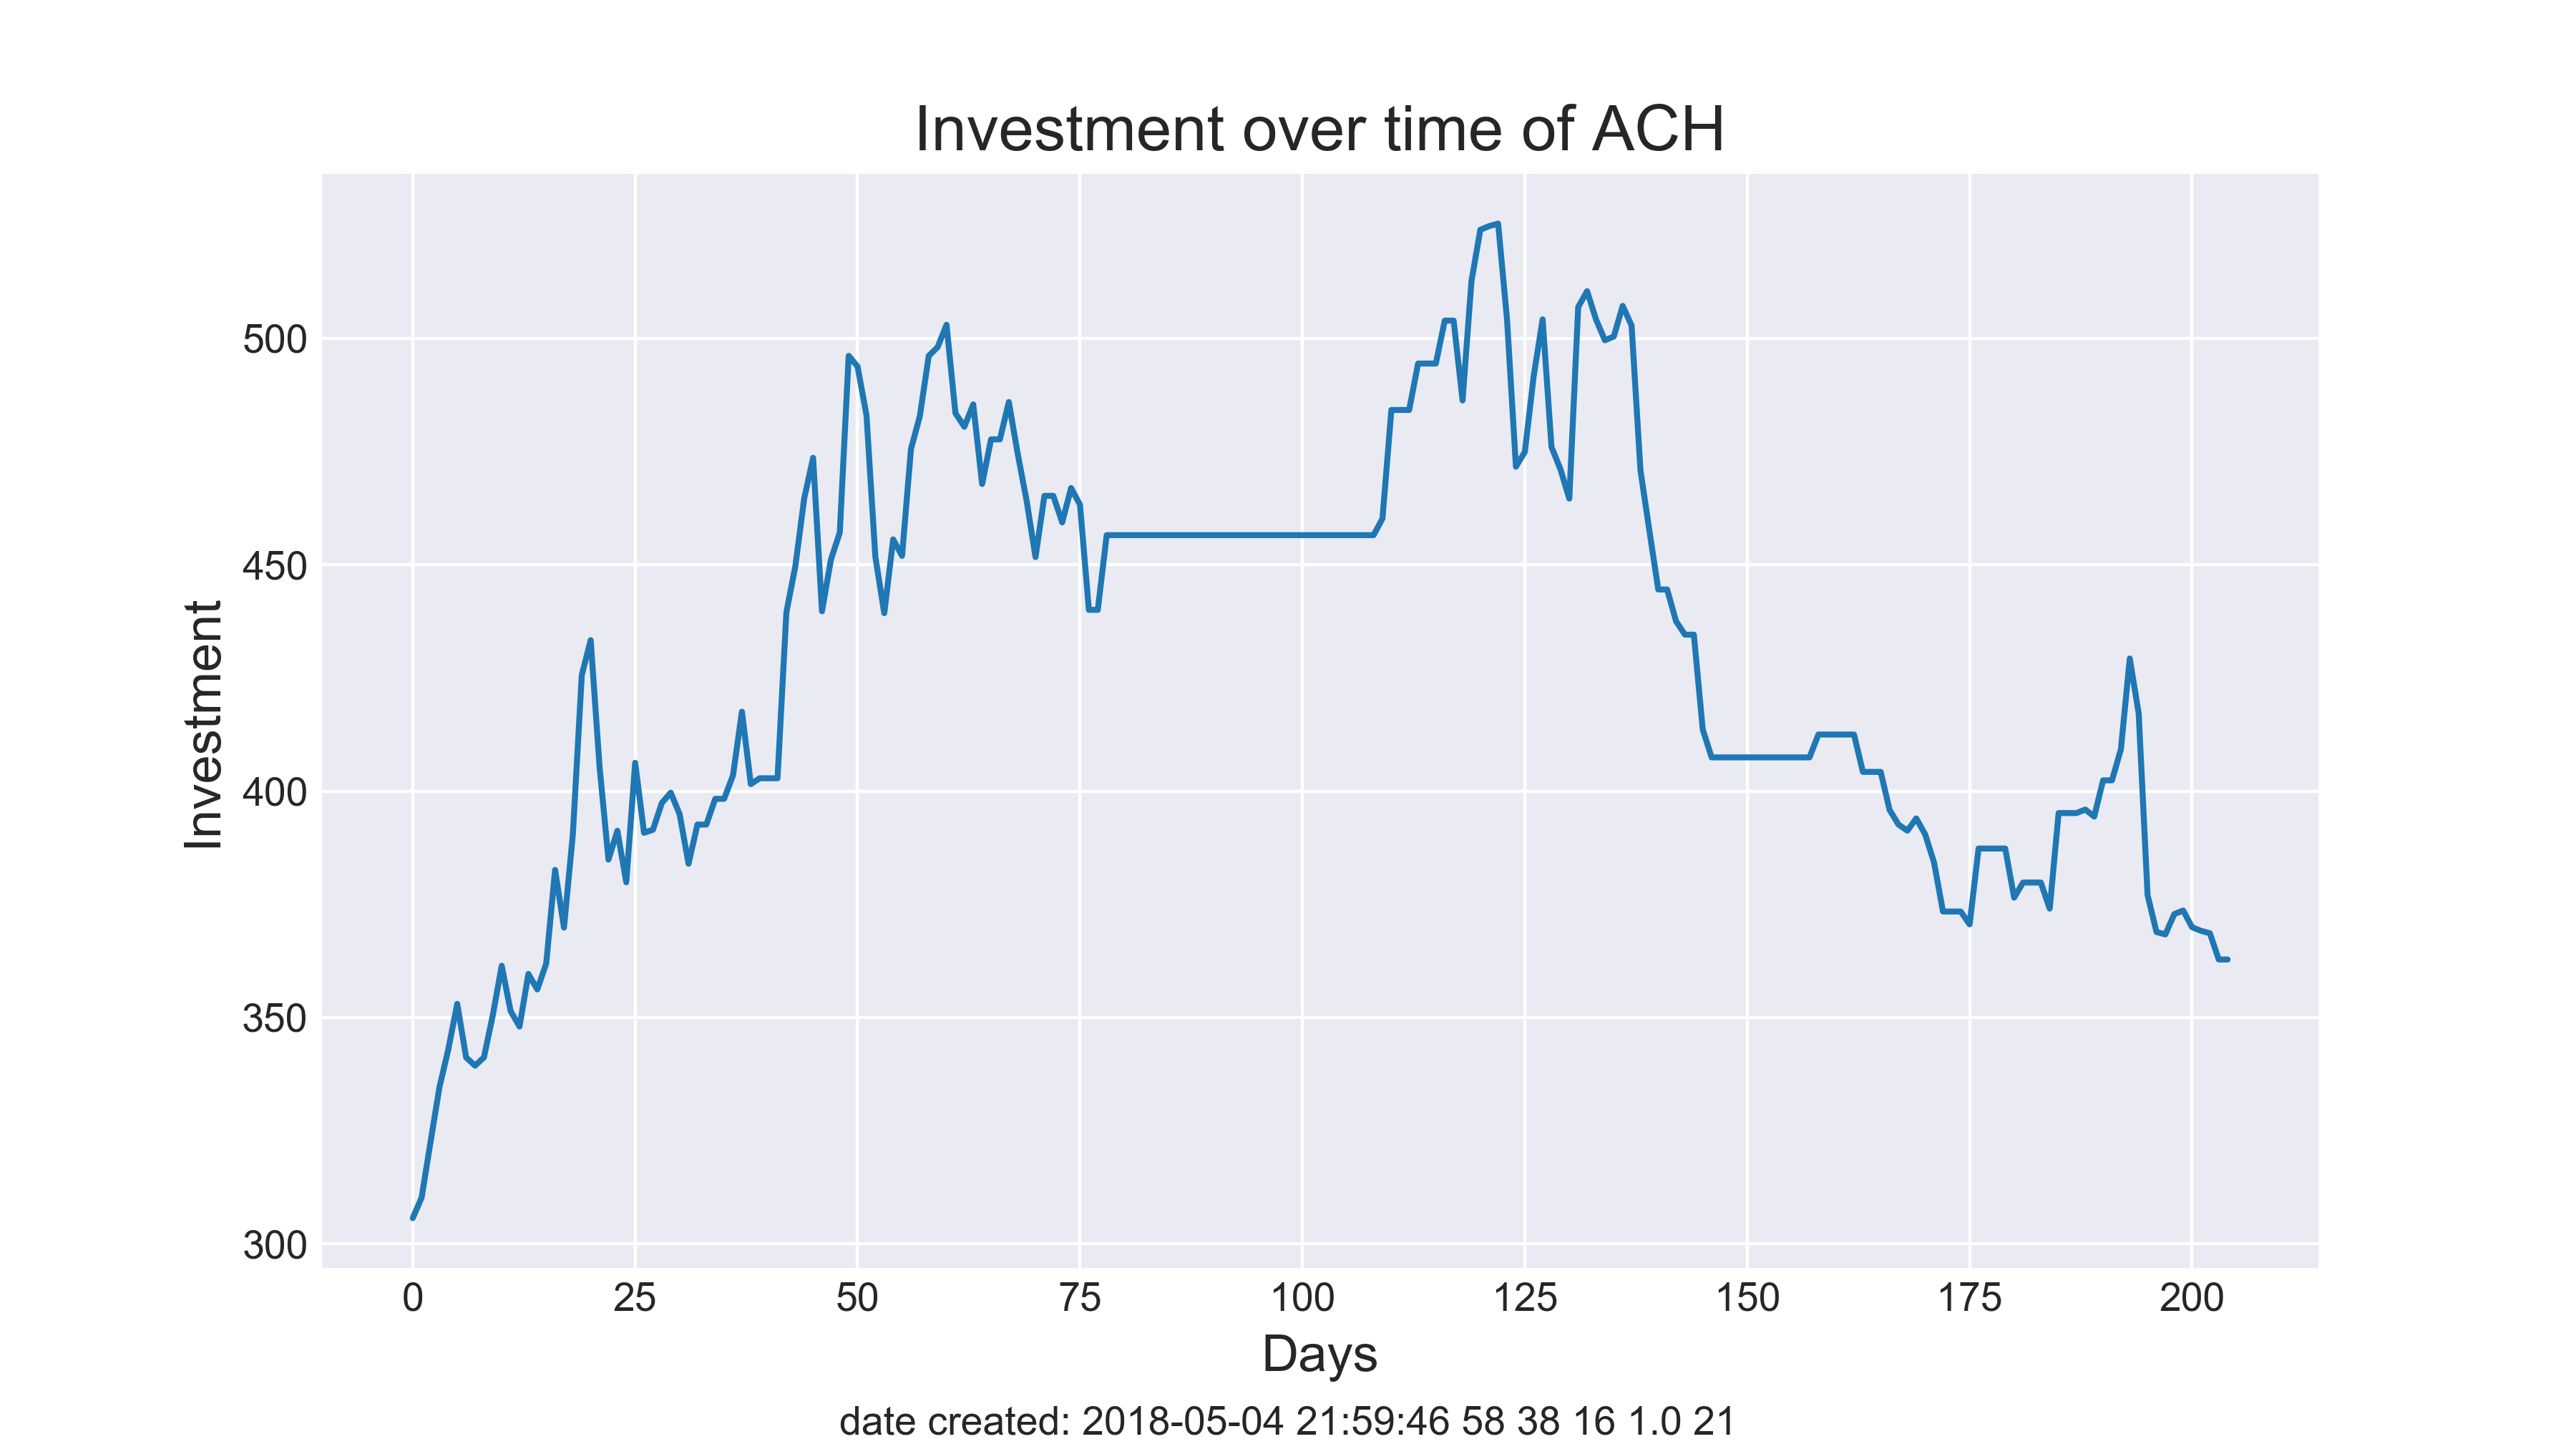 Investment over time of ACH
Investment
500
450
400
350
300
0 25 50 75 100 125 150 175 200
Days
date created: 2018-05-04 21:59:46 58 38 16 1.0 21